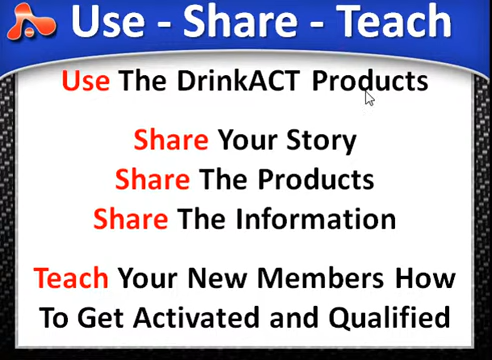 Use - Share - Teach
Use The DrinkACT Products
Share Your Story
Share The Products
Share The Information
Teach Your New Members How
To Get Activated and Qualified